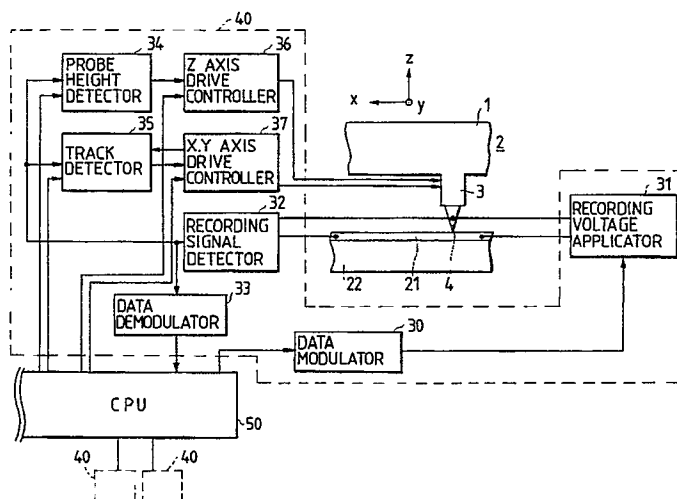 40
34
36
PROBE
HEIGHT
DETECTOR
Z AXIS
DRIVE
CONTROLLER
z
x
y
1
2
35
37
TRACK
DETECTOR
X.Y AXIS
DRIVE
CONTROLLER
3
31
32
RECORDING
SIGNAL
DETECTOR
RECORDING
VOLTAGE
APPLICATOR
22
21
4
33
DATA
DEMODULATOR
30
DATA
MODULATOR
CPU
50
40
40